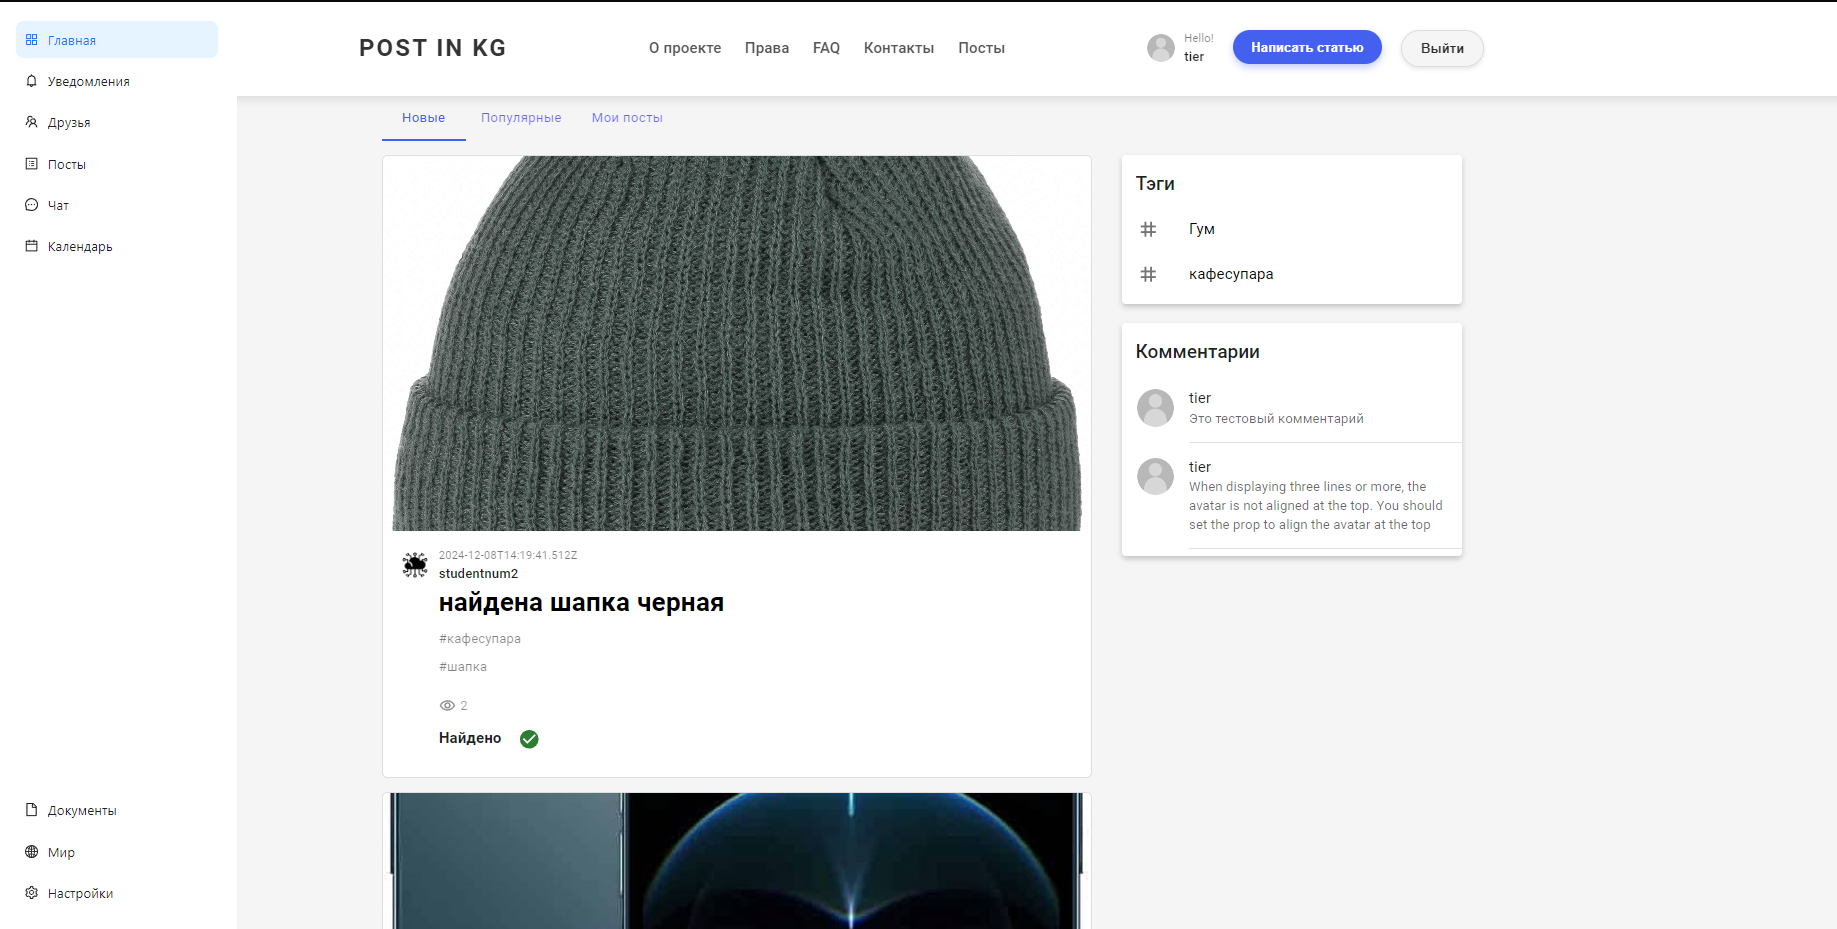 Главная
Уведомления
Друзья
Посты
Чат
Календарь
Документы
Мир
Настройки
POST IN KG
О проекте
Права
FAQ
Контакты
Посты
Hello!
tier
Написать статью
Выйти
Новые
Популярные
Мои посты
2024-12-08T14:19:41.512Z
studentnum2
найдена шапка черная
#кафесупара
#шапка
2
Найдено
Тэги
Гум
кафесупара
Комментарии
tier
Это тестовый комментарий
tier
When displaying three lines or more, the
avatar is not aligned at the top. You should
set the prop to align the avatar at the top